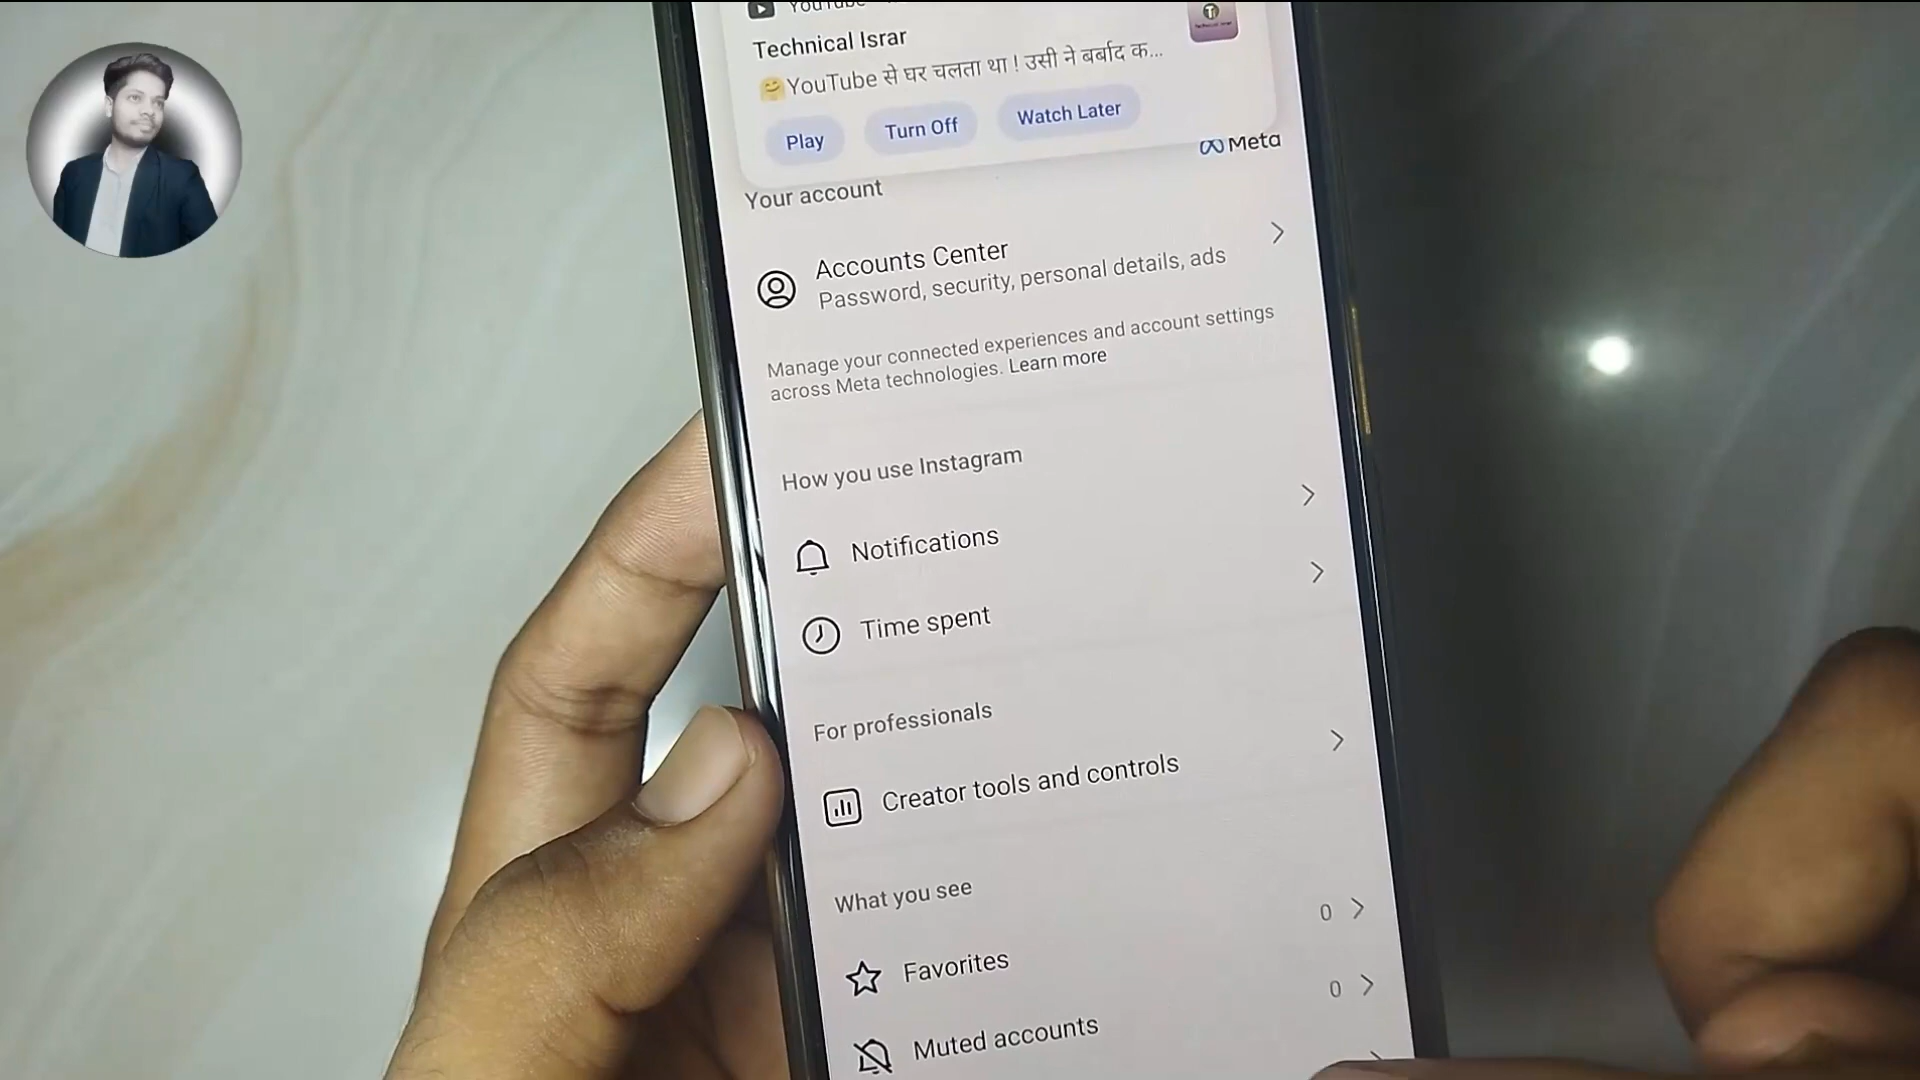 YouTube
Technical Israr
🤗YouTube से घर चलता था ! उसी ने बर्बाद क...
Play
Turn Off
Watch Later
Meta
Your account
Accounts Center
Password, security, personal details, ads
Manage your connected experiences and account settings
across Meta technologies. Learn more
How you use Instagram
Notifications
Time spent
For professionals
Creator tools and controls
What you see
Favorites 0
Muted accounts 0